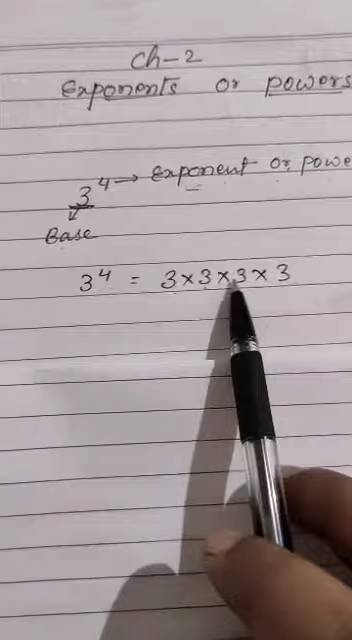 Ch-2
Exponents or powers
3⁴ → Exponent or powe
Base
3⁴ = 3×3×3×3